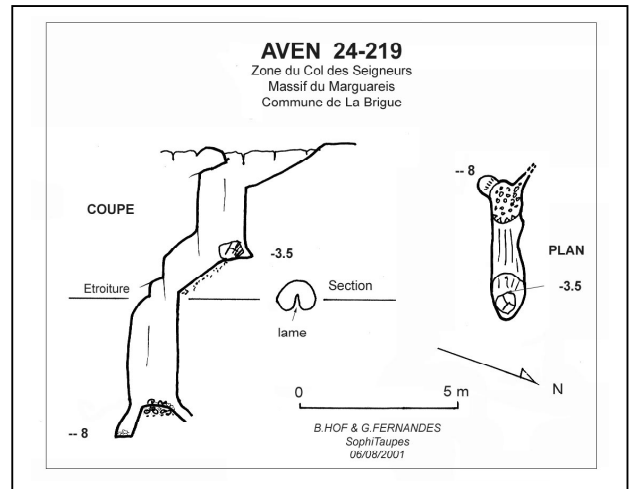 AVEN 24-219
Zone du Col des Seigneurs
Massif du Marguareis
Commune de La Brigue
COUPE
-3.5
Etroiture
Section
lame
-- 8
-- 8
PLAN
-3.5
N
0 5 m
B.HOF & G.FERNANDES
SophiTaupes
06/08/2001